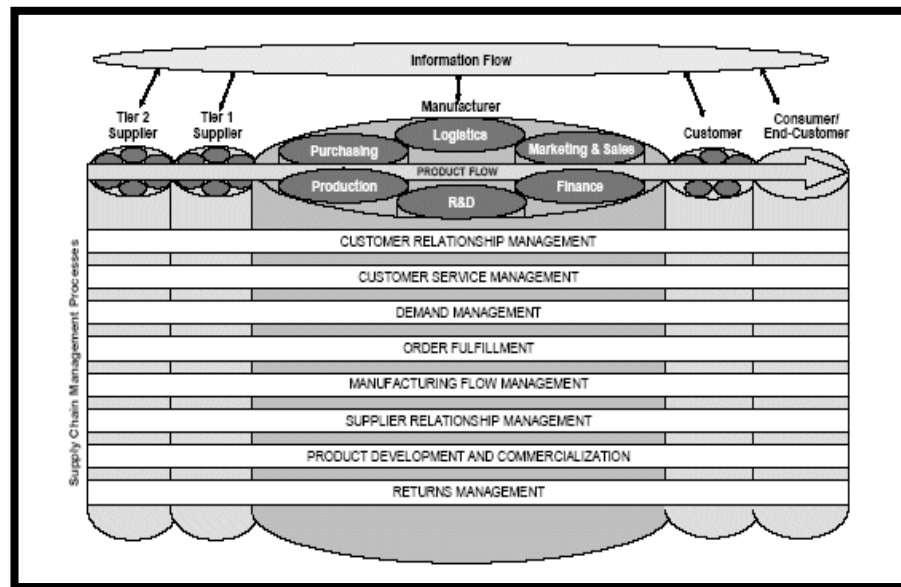 Information Flow
Tier 2
Supplier
Tier 1
Supplier
Manufacturer
Customer
Consumer/
End-Customer
Logistics
Purchasing
Marketing & Sales
PRODUCT FLOW
Production
Finance
R&D
Supply Chain Management Processes
CUSTOMER RELATIONSHIP MANAGEMENT
CUSTOMER SERVICE MANAGEMENT
DEMAND MANAGEMENT
ORDER FULFILLMENT
MANUFACTURING FLOW MANAGEMENT
SUPPLIER RELATIONSHIP MANAGEMENT
PRODUCT DEVELOPMENT AND COMMERCIALIZATION
RETURNS MANAGEMENT